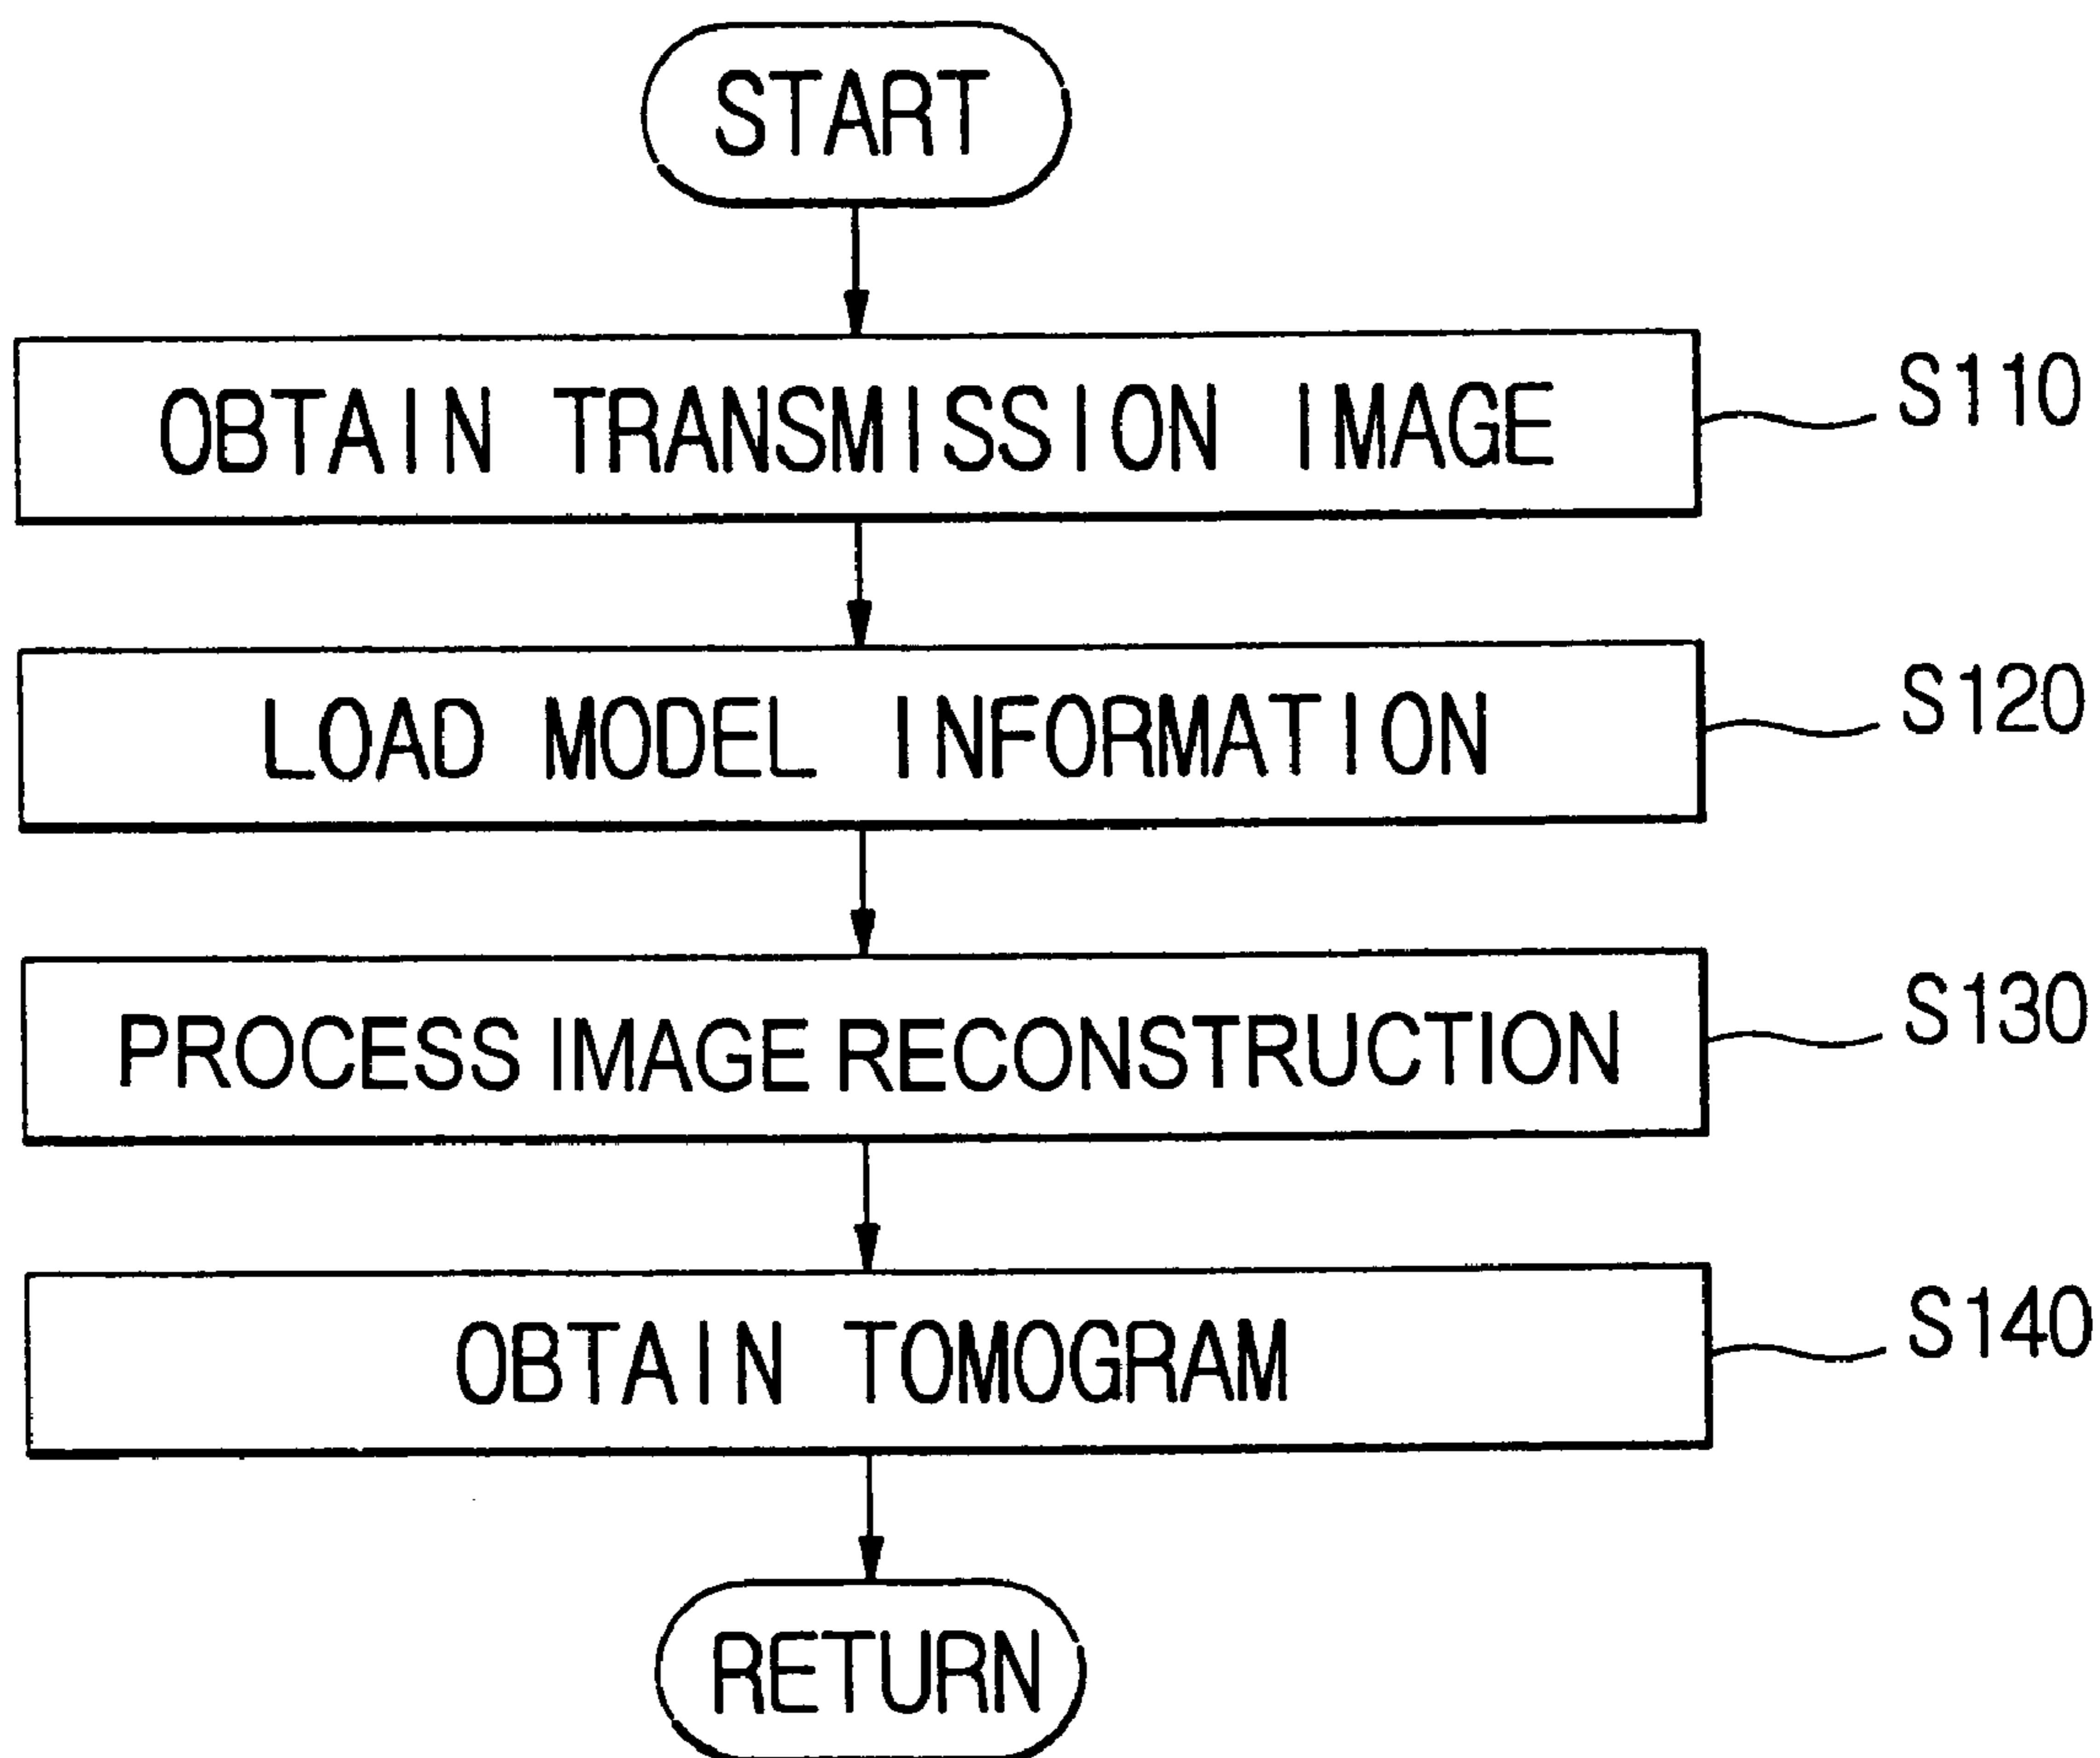 START
OBTAIN TRANSMISSION IMAGE
S110
LOAD MODEL INFORMATION
S120
PROCESS IMAGE RECONSTRUCTION
S130
OBTAIN TOMOGRAM
S140
RETURN